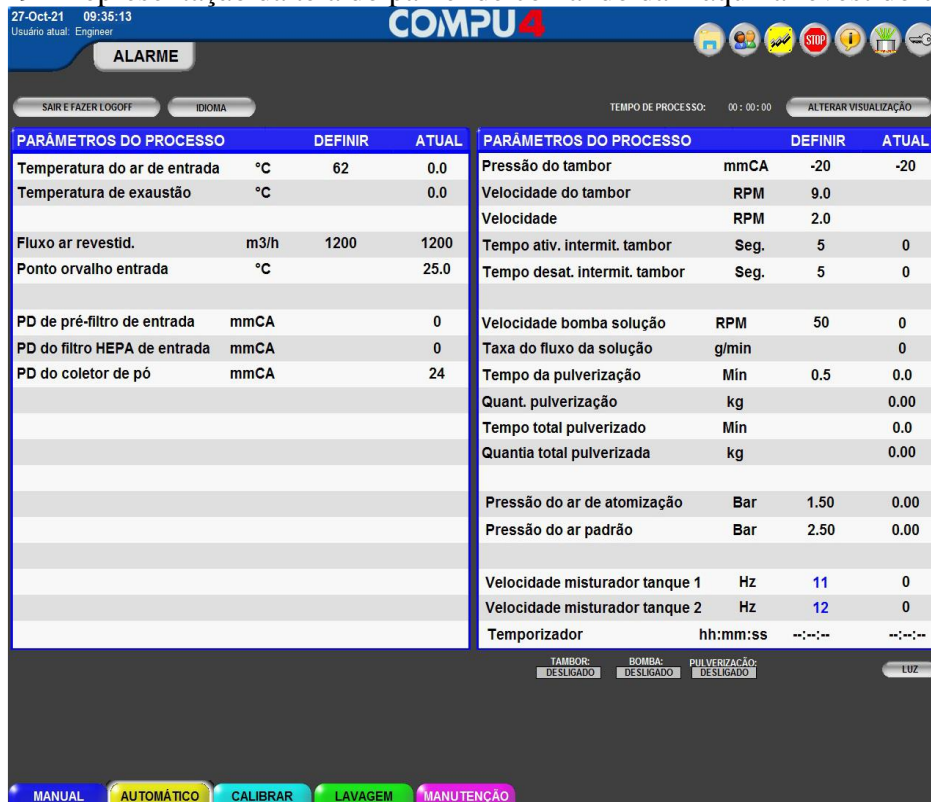 27-Oct-21 09:35:13
Usuário atual: Engineer
COMPU4
ALARME
STOP
SAIR E FAZER LOGOFF
IDIOMA
TEMPO DE PROCESSO: 00 : 00 : 00
ALTERAR VISUALIZAÇÃO
PARÂMETROS DO PROCESSO DEFINIR ATUAL
Temperatura do ar de entrada °C 62 0.0
Temperatura de exaustão °C 0.0
Fluxo ar revestid. m3/h 1200 1200
Ponto orvalho entrada °C 25.0
PD de pré-filtro de entrada mmCA 0
PD do filtro HEPA de entrada mmCA 0
PD do coletor de pó mmCA 24
PARÂMETROS DO PROCESSO DEFINIR ATUAL
Pressão do tambor mmCA -20 -20
Velocidade do tambor RPM 9.0
Velocidade RPM 2.0
Tempo ativ. intermit. tambor Seg. 5 0
Tempo desat. intermit. tambor Seg. 5 0
Velocidade bomba solução RPM 50 0
Taxa do fluxo da solução g/min 0
Tempo da pulverização Mín 0.5 0.0
Quant. pulverização kg 0.00
Tempo total pulverizado Mín 0.0
Quantia total pulverizada kg 0.00
Pressão do ar de atomização Bar 1.50 0.00
Pressão do ar padrão Bar 2.50 0.00
Velocidade misturador tanque 1 Hz 11 0
Velocidade misturador tanque 2 Hz 12 0
Temporizador hh:mm:ss --:--:-- --:--:--
TAMBOR: BOMBA: PULVERIZAÇÃO:
DESLIGADO DESLIGADO DESLIGADO
LUZ
MANUAL AUTOMÁTICO CALIBRAR LAVAGEM MANUTENÇÃO